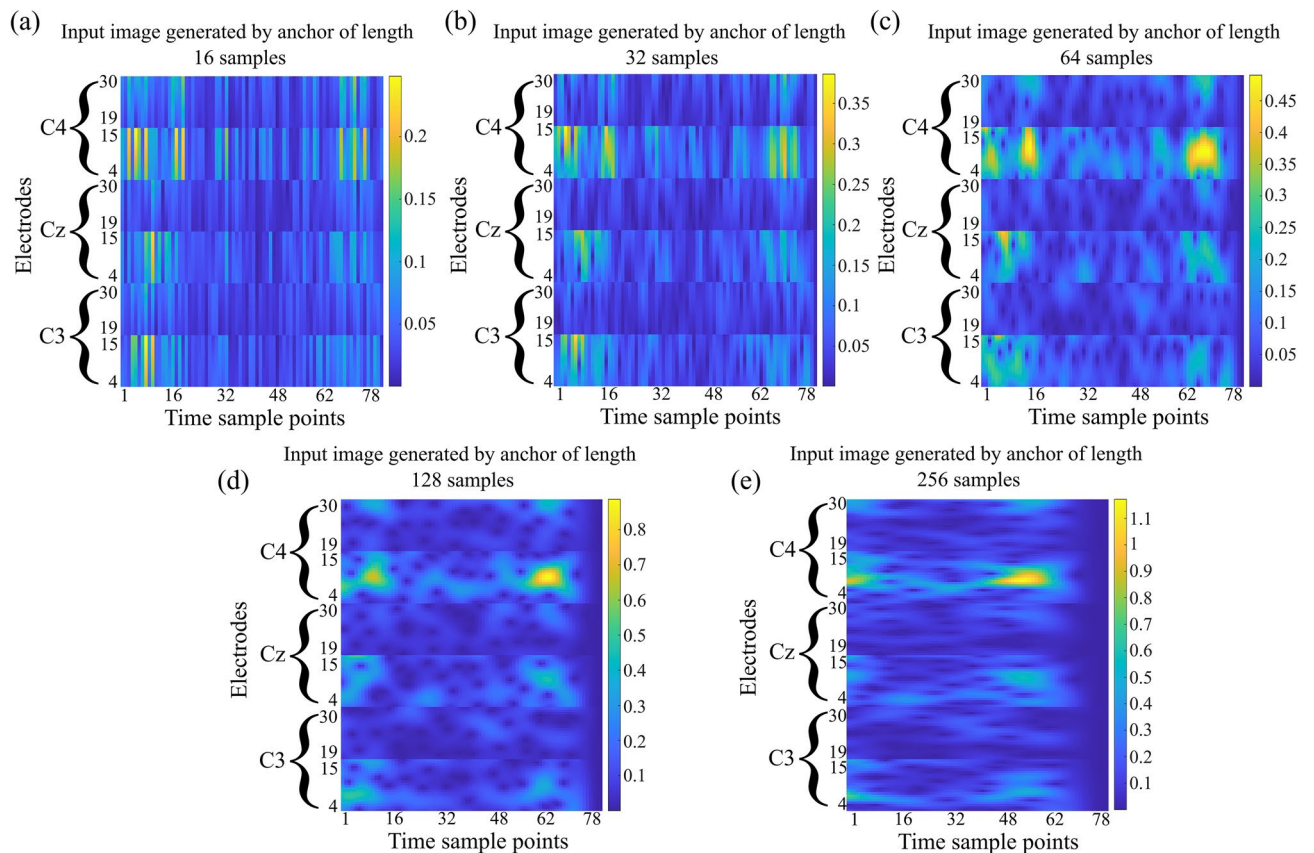 (a)
Input image generated by anchor of length
16 samples
30
C4
19
15
4
30
Cz
19
15
4
30
C3
19
15
4
Electrodes
1 16 32 48 62 78
Time sample points
0.2
0.15
0.1
0.05
(b)
Input image generated by anchor of length
32 samples
30
C4
19
15
4
30
Cz
19
15
4
30
C3
19
15
4
Electrodes
1 16 32 48 62 78
Time sample points
0.35
0.3
0.25
0.2
0.15
0.1
0.05
(c)
Input image generated by anchor of length
64 samples
30
C4
19
15
4
30
Cz
19
15
4
30
C3
19
15
4
Electrodes
1 16 32 48 62 78
Time sample points
0.45
0.4
0.35
0.3
0.25
0.2
0.15
0.1
0.05
(d)
Input image generated by anchor of length
128 samples
30
C4
19
15
4
30
Cz
19
15
4
30
C3
19
15
4
Electrodes
1 16 32 48 62 78
Time sample points
0.8
0.7
0.6
0.5
0.4
0.3
0.2
0.1
(e)
Input image generated by anchor of length
256 samples
30
C4
19
15
4
30
Cz
19
15
4
30
C3
19
15
4
Electrodes
1 16 32 48 62 78
Time sample points
1.1
1
0.9
0.8
0.7
0.6
0.5
0.4
0.3
0.2
0.1